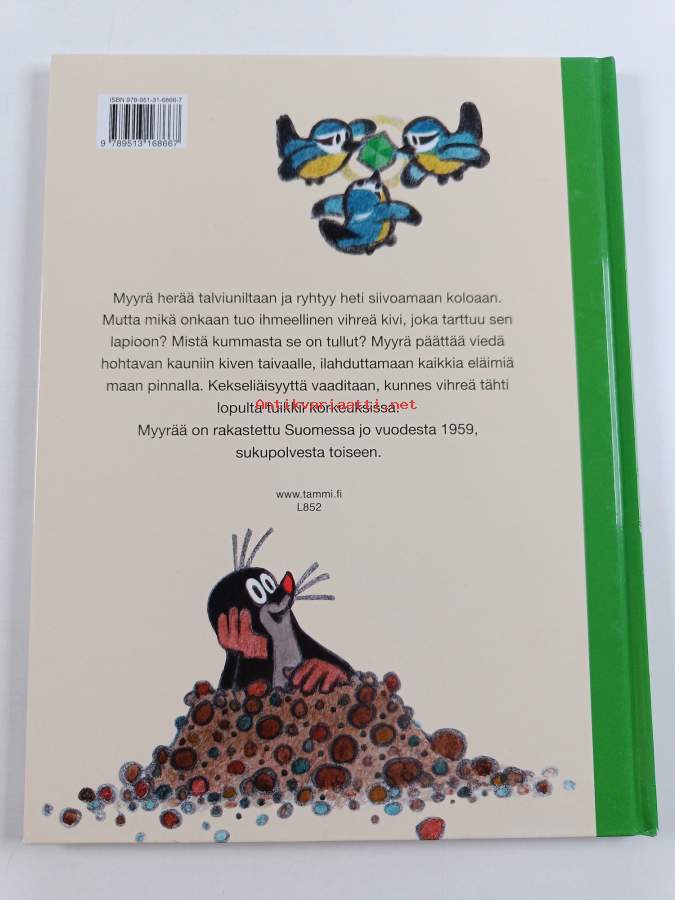 ISBN 978-951-31-6866-7
9 789513 168667
Myyrä herää talviuniltaan ja ryhtyy heti siivoamaan koloaan.
Mutta mikä onkaan tuo ihmeellinen vihreä kivi, joka tarttuu sen
lapioon? Mistä kummasta se on tullut? Myyrä päättää viedä
hohtavan kauniin kiven taivaalle, ilahduttamaan kaikkia eläimiä
maan pinnalla. Kekseliäisyyttä vaaditaan, kunnes vihreä tähti
Antikvariaatti.net
lopulta tuikkii korkeuksissa!
Myyrää on rakastettu Suomessa jo vuodesta 1959,
sukupolvesta toiseen.
www.tammi.fi
L852